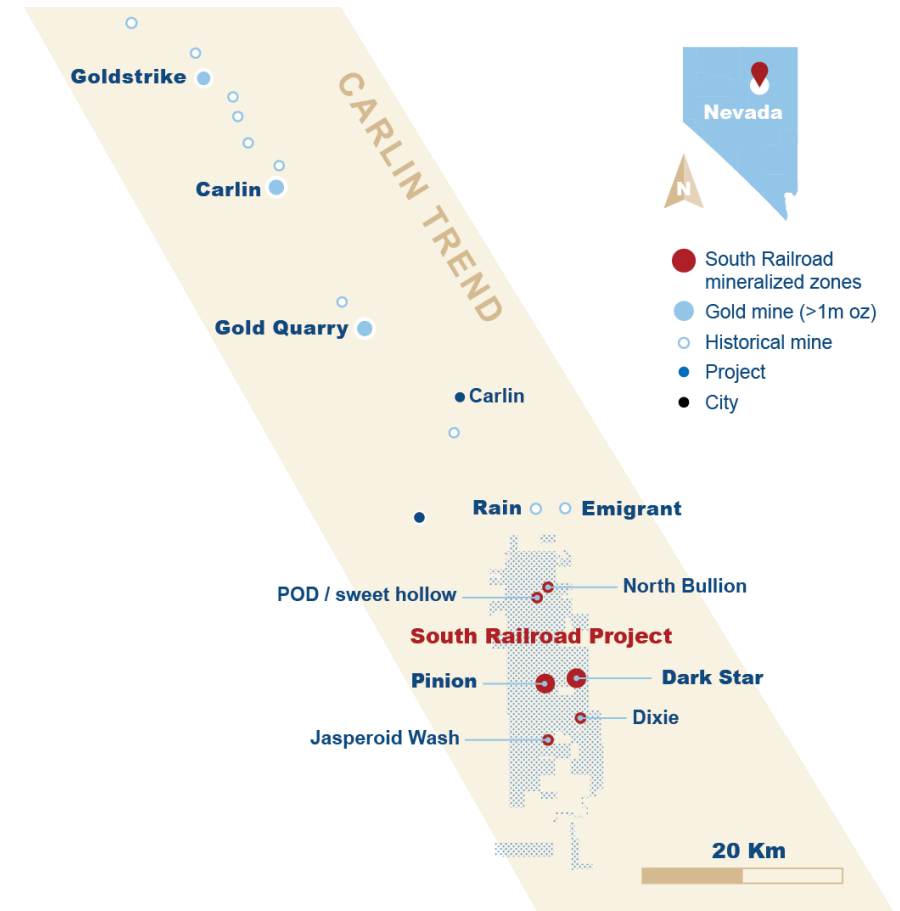 Goldstrike
CARLIN TREND
Nevada
Carlin
N
South Railroad
mineralized zones
Gold mine (>1m oz)
Historical mine
Project
City
Gold Quarry
Carlin
Rain
Emigrant
North Bullion
POD / sweet hollow
South Railroad Project
Pinion
Dark Star
Dixie
Jasperoid Wash
20 Km